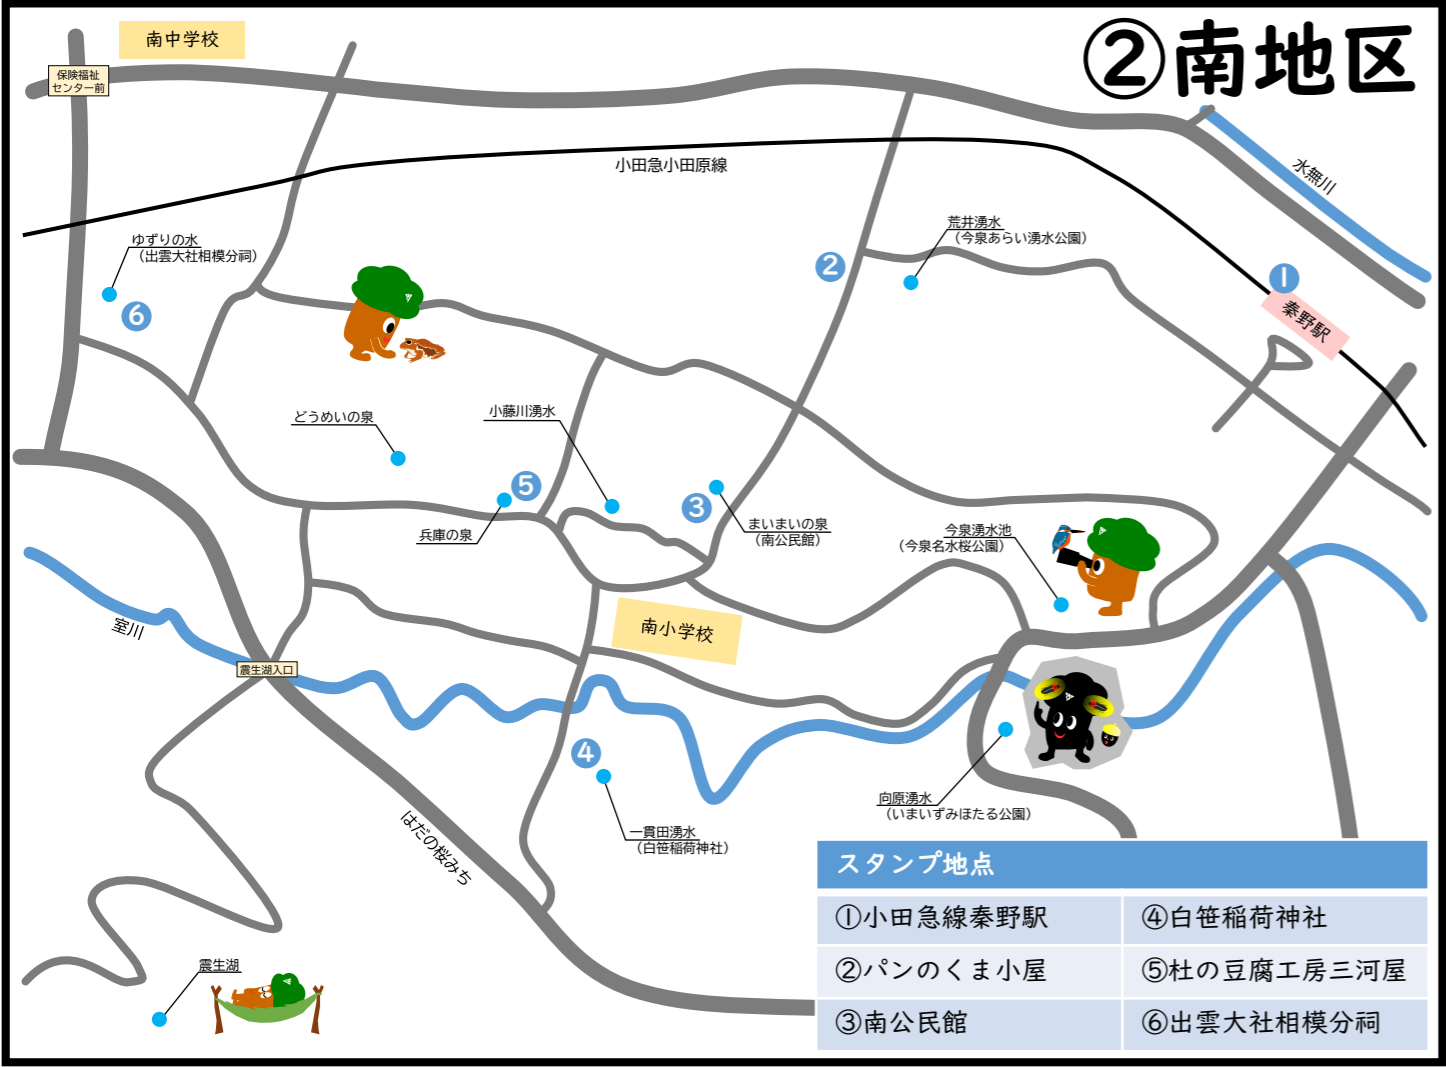 ②南地区
南中学校
保険福祉
センター前
小田急小田原線
水無川
ゆずりの水
（出雲大社相模分祠）
荒井湧水
（今泉あらい湧水公園）
②
①
秦野駅
⑥
どうめいの泉
小藤川湧水
⑤
③
兵庫の泉
まいまいの泉
（南公民館）
今泉湧水池
（今泉名水桜公園）
室川
南小学校
震生湖入口
④
向原湧水
（いまいずみほたる公園）
一貫田湧水
（白笹稲荷神社）
はだの桜みち
震生湖
スタンプ地点
①小田急線秦野駅
④白笹稲荷神社
②パンのくま小屋
⑤杜の豆腐工房三河屋
③南公民館
⑥出雲大社相模分祠